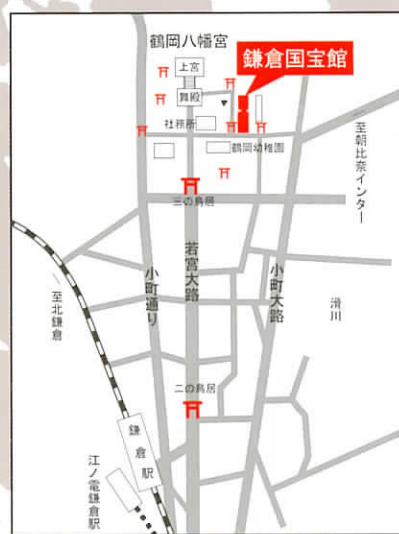 鶴岡八幡宮
鎌倉国宝館
上宮
舞殿
社務所
鶴岡幼稚園
三の鳥居
至朝比奈インター
若宮大路
小町通り
小町大路
滑川
至北鎌倉
二の鳥居
鎌倉駅
江ノ電鎌倉駅